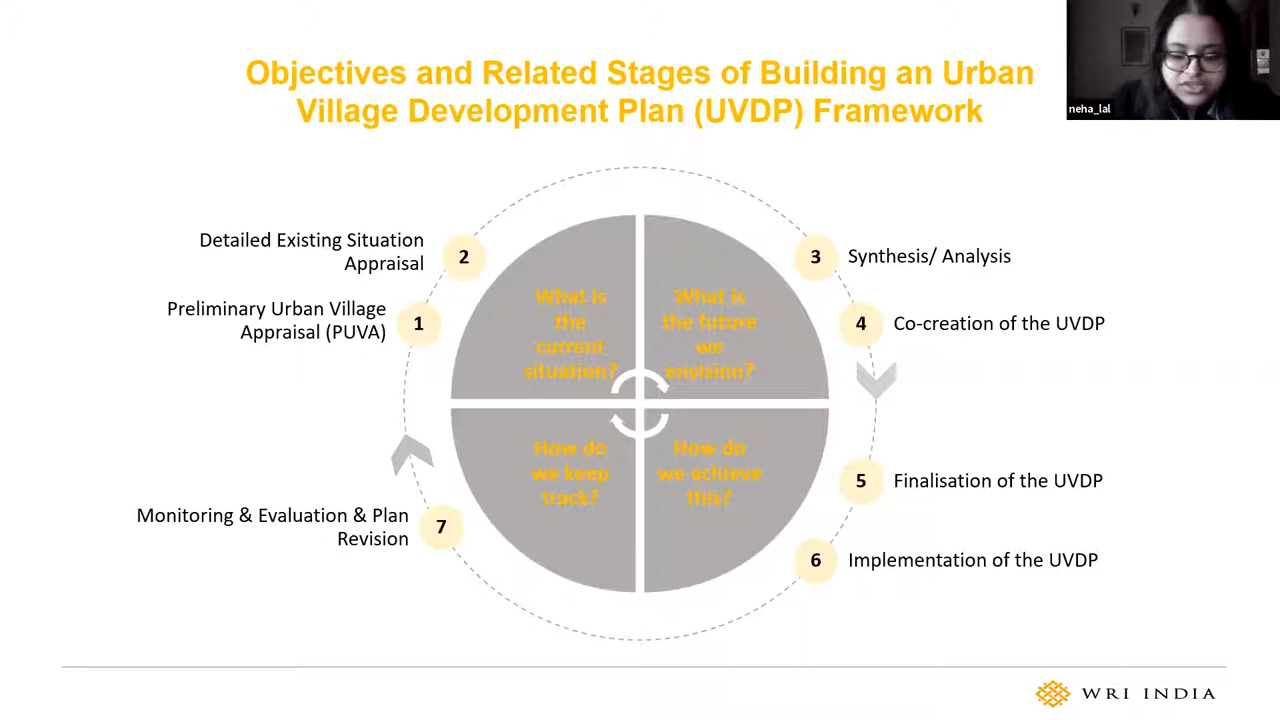 Objectives and Related Stages of Building an Urban
Village Development Plan (UVDP) Framework
neha_lal
Detailed Existing Situation
Appraisal
2
Preliminary Urban Village
Appraisal (PUVA)
1
3
Synthesis/ Analysis
4
Co-creation of the UVDP
What is
the
current
situation?
What is
the future
we
envision?
How do
we keep
track?
How do
we achieve
this?
5
Finalisation of the UVDP
6
Implementation of the UVDP
Monitoring & Evaluation & Plan
Revision
7
WRI INDIA